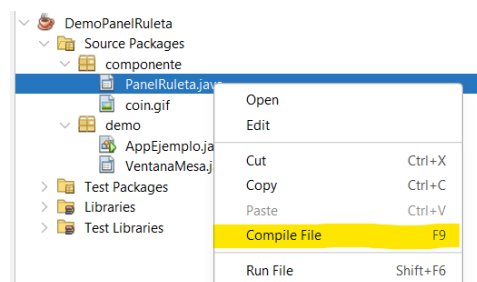 DemoPanelRuleta
Source Packages
componente
PanelRuleta.java
coin.gif
demo
AppEjemplo.ja
VentanaMesa.j
Test Packages
Libraries
Test Libraries
Open
Edit
Cut Ctrl+X
Copy Ctrl+C
Paste Ctrl+V
Compile File F9
Run File Shift+F6